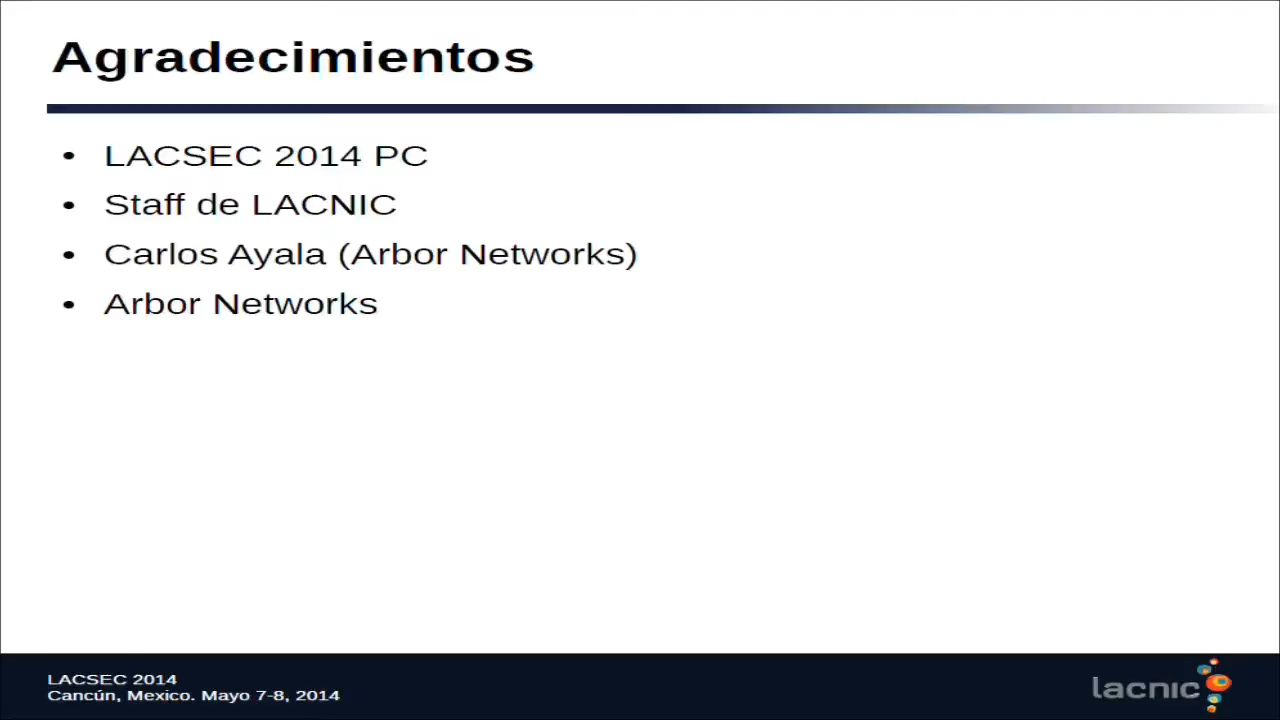 Agradecimientos
• LACSEC 2014 PC
• Staff de LACNIC
• Carlos Ayala (Arbor Networks)
• Arbor Networks
LACSEC 2014
Cancún, Mexico. Mayo 7-8, 2014
lacnic